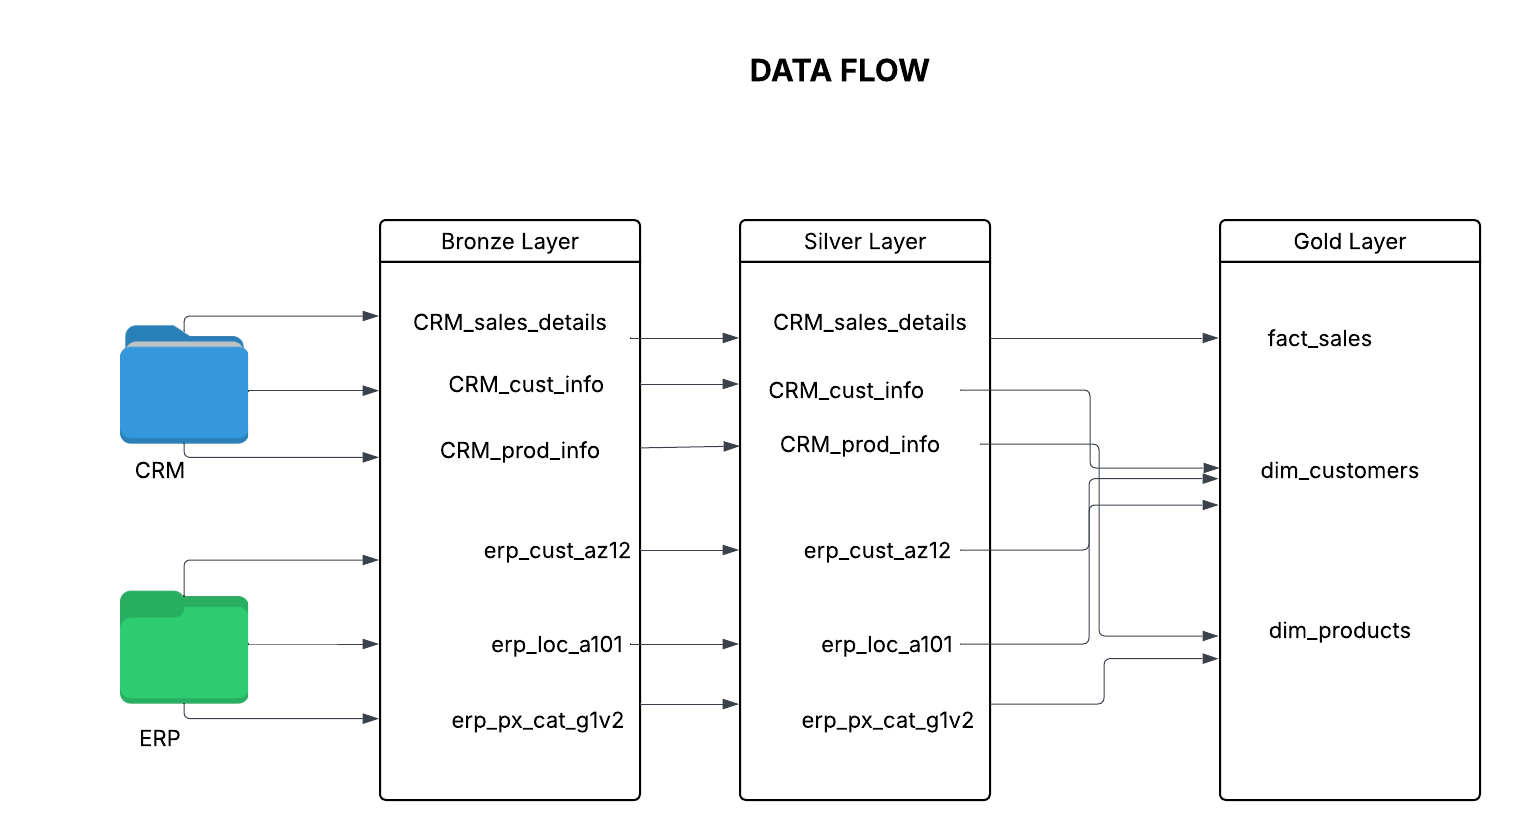 DATA FLOW
CRM
ERP
Bronze Layer
CRM_sales_details
CRM_cust_info
CRM_prod_info
erp_cust_az12
erp_loc_a101
erp_px_cat_g1v2
Silver Layer
CRM_sales_details
CRM_cust_info
CRM_prod_info
erp_cust_az12
erp_loc_a101
erp_px_cat_g1v2
Gold Layer
fact_sales
dim_customers
dim_products